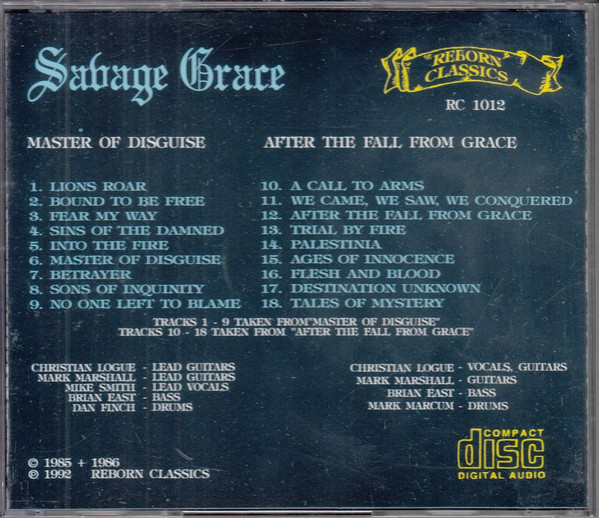 Savage Grace
"REBORN CLASSICS"
RC 1012
MASTER OF DISGUISE
1. LIONS ROAR
2. BOUND TO BE FREE
3. FEAR MY WAY
4. SINS OF THE DAMNED
5. INTO THE FIRE
6. MASTER OF DISGUISE
7. BETRAYER
8. SONS OF INQUINITY
9. NO ONE LEFT TO BLAME
AFTER THE FALL FROM GRACE
10. A CALL TO ARMS
11. WE CAME, WE SAW, WE CONQUERED
12. AFTER THE FALL FROM GRACE
13. TRIAL BY FIRE
14. PALESTINIA
15. AGES OF INNOCENCE
16. FLESH AND BLOOD
17. DESTINATION UNKNOWN
18. TALES OF MYSTERY
TRACKS 1 - 9 TAKEN FROM"MASTER OF DISGUISE"
TRACKS 10 - 18 TAKEN FROM "AFTER THE FALL FROM GRACE"
CHRISTIAN LOGUE - LEAD GUITARS
MARK MARSHALL - LEAD GUITARS
MIKE SMITH - LEAD VOCALS
BRIAN EAST - BASS
DAN FINCH - DRUMS
CHRISTIAN LOGUE - VOCALS, GUITARS
MARK MARSHALL - GUITARS
BRIAN EAST - BASS
MARK MARCUM - DRUMS
© 1985 + 1986
© 1992 REBORN CLASSICS
COMPACT
disc
DIGITAL AUDIO